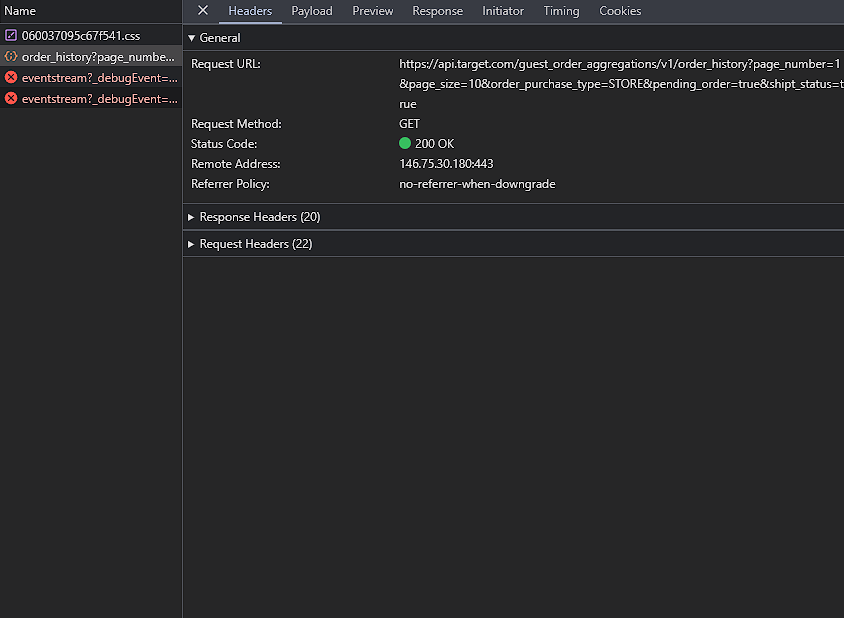 Name
Headers Payload Preview Response Initiator Timing Cookies
060037095c67f541.css
order_history?page_numbe...
eventstream?_debugEvent=...
eventstream?_debugEvent=...
General
Request URL: https://api.target.com/guest_order_aggregations/v1/order_history?page_number=1
&page_size=10&order_purchase_type=STORE&pending_order=true&shipt_status=t
rue
Request Method: GET
Status Code: 200 OK
Remote Address: 146.75.30.180:443
Referrer Policy: no-referrer-when-downgrade
Response Headers (20)
Request Headers (22)